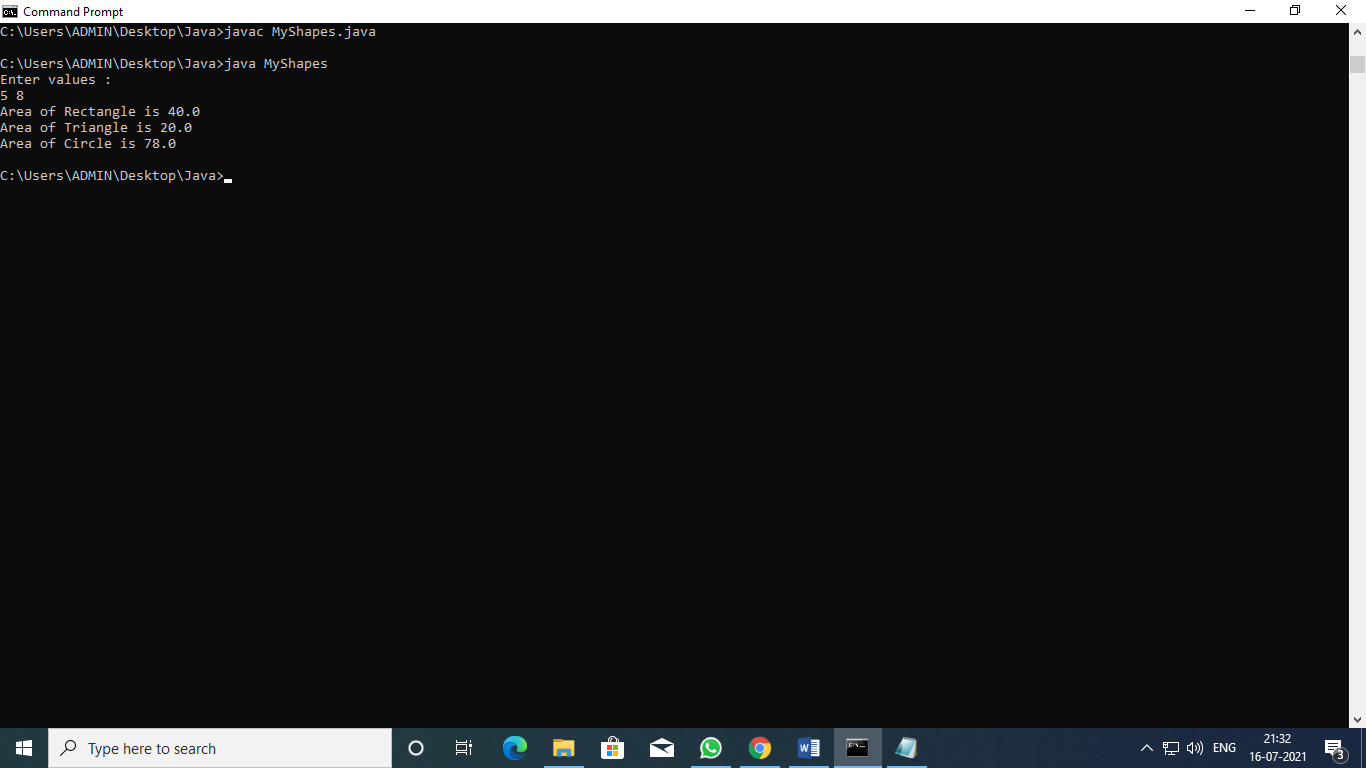 Command Prompt
C:\Users\ADMIN\Desktop\Java>javac MyShapes.java
C:\Users\ADMIN\Desktop\Java>java MyShapes
Enter values :
5 8
Area of Rectangle is 40.0
Area of Triangle is 20.0
Area of Circle is 78.0
C:\Users\ADMIN\Desktop\Java>
Type here to search
ENG
21:32
16-07-2021
3